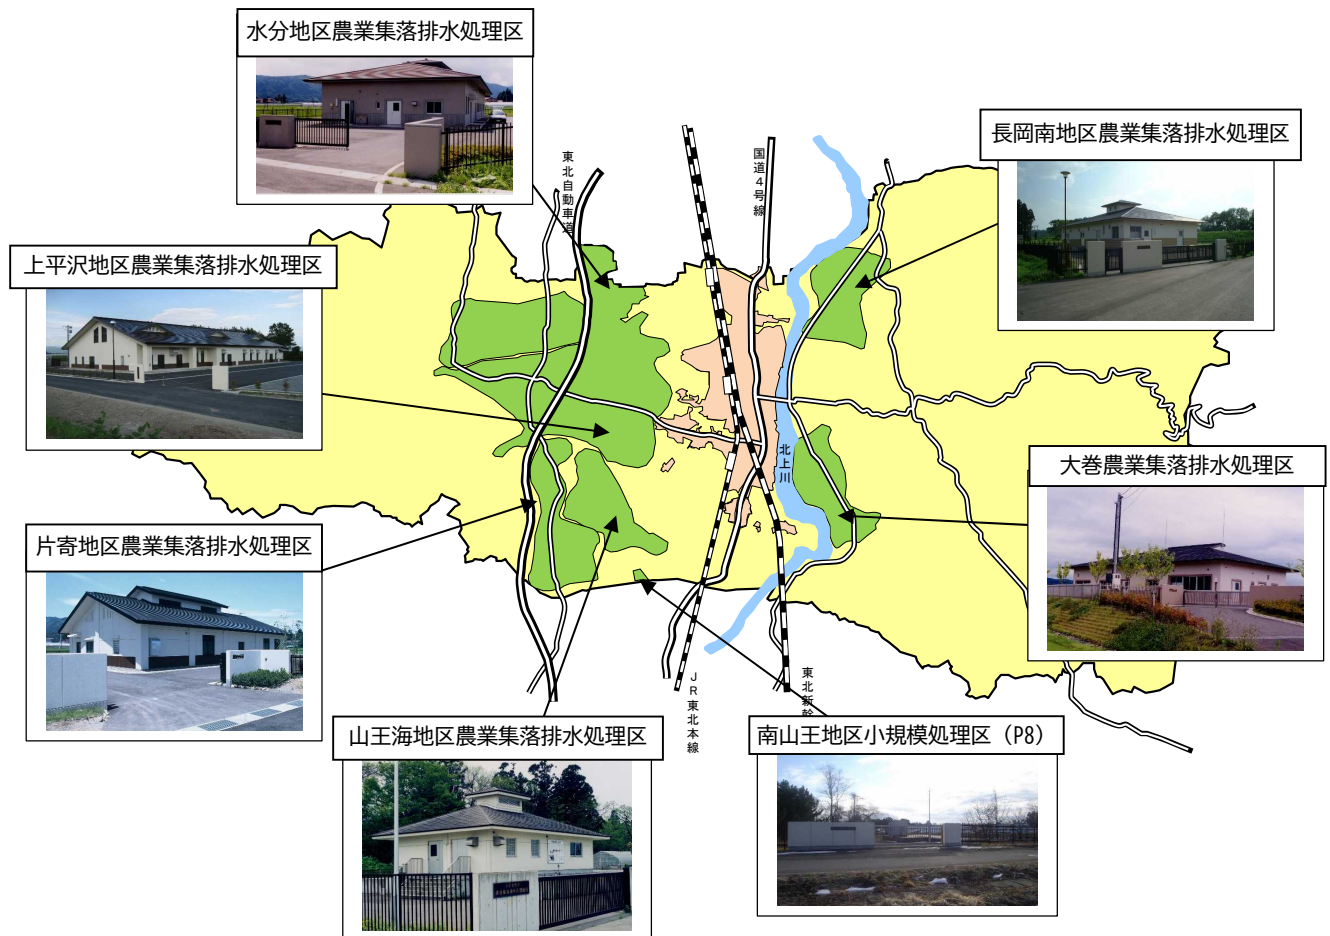 水分地区農業集落排水処理区
長岡南地区農業集落排水処理区
東北自動車道
国道4号線
上平沢地区農業集落排水処理区
北上川
大巻農業集落排水処理区
片寄地区農業集落排水処理区
JR東北本線
東北新幹
山王海地区農業集落排水処理区
南山王地区小規模処理区（P8）